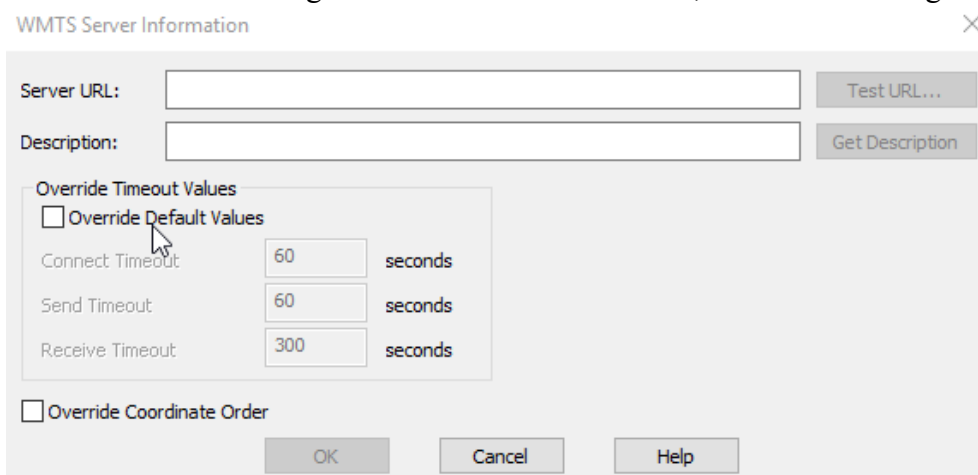 WMTS Server Information
Server URL: Test URL...
Description: Get Description
Override Timeout Values
Override Default Values
Connect Timeout 60 seconds
Send Timeout 60 seconds
Receive Timeout 300 seconds
Override Coordinate Order
OK Cancel Help